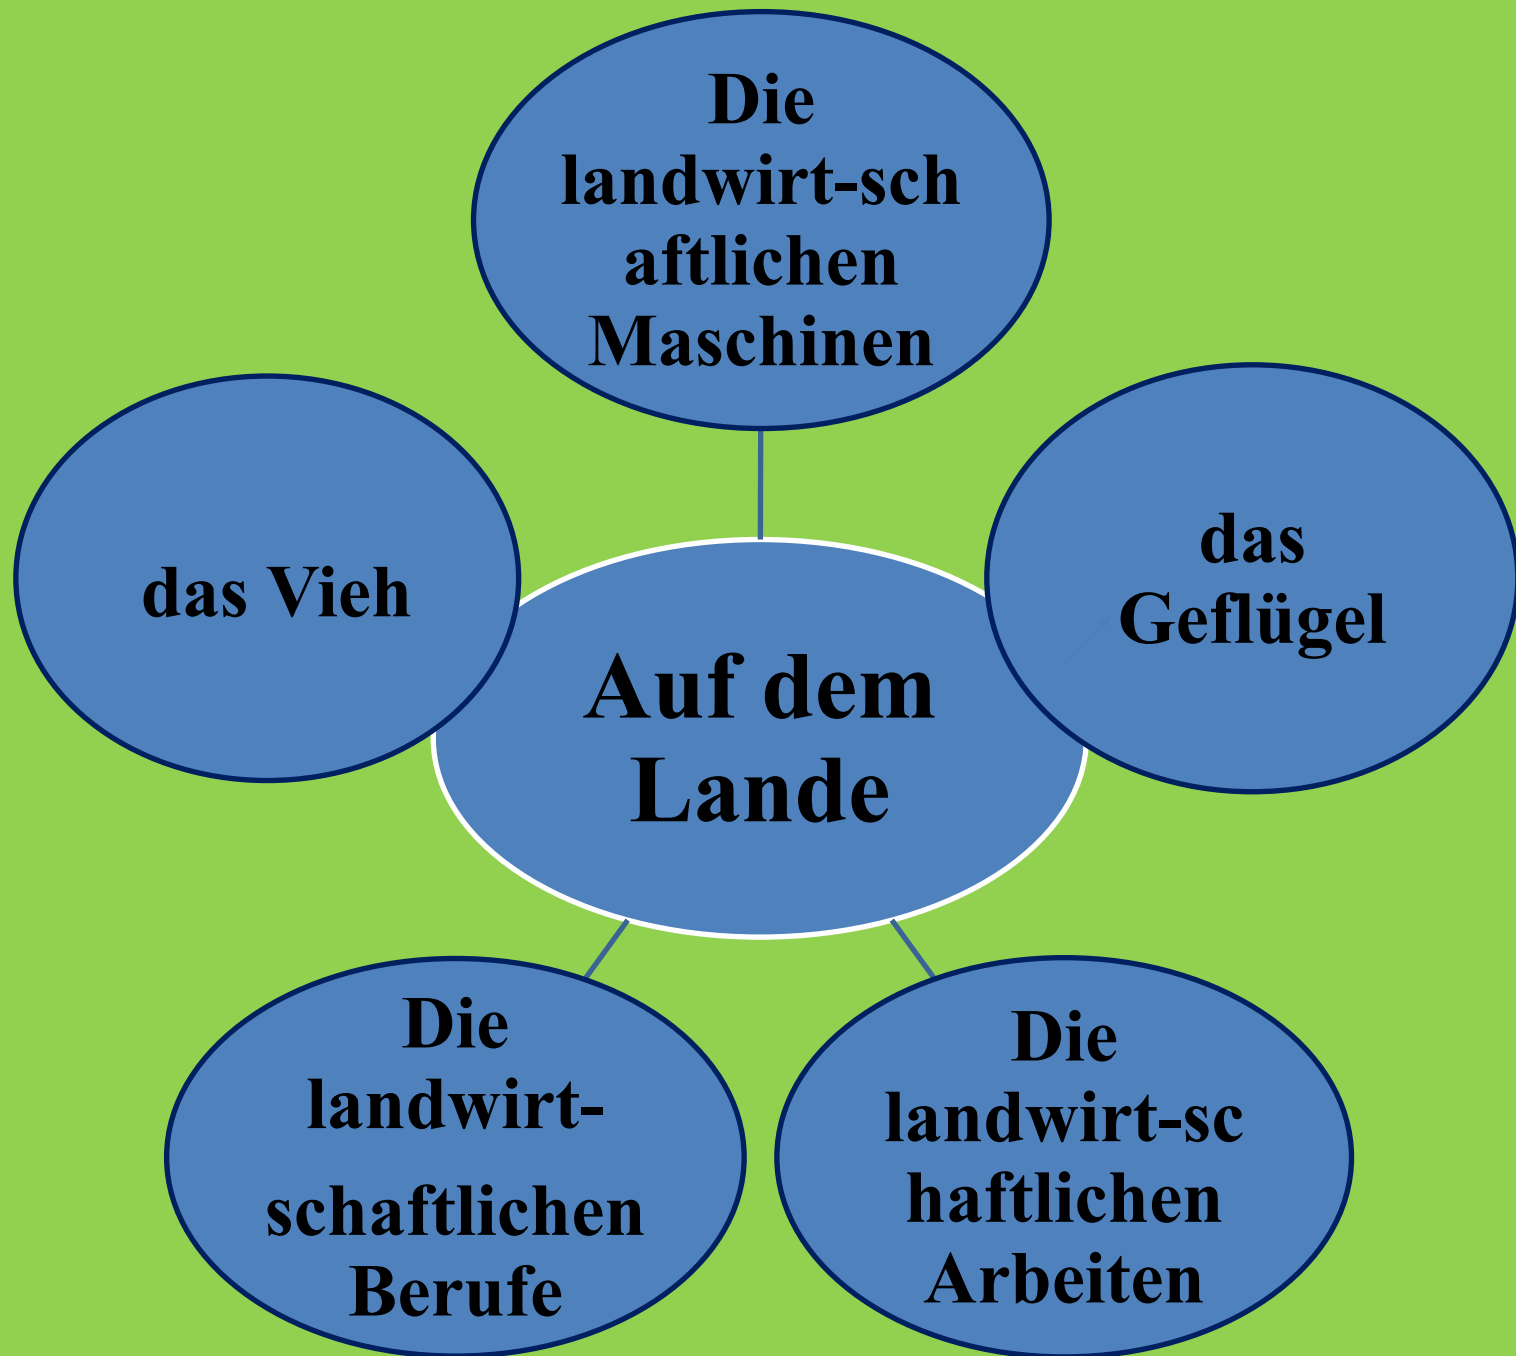 Die
landwirt-sch
aftlichen
Maschinen
das Vieh
das
Geflügel
Auf dem
Lande
Die
landwirt-
schaftlichen
Berufe
Die
landwirt-sc
haftlichen
Arbeiten